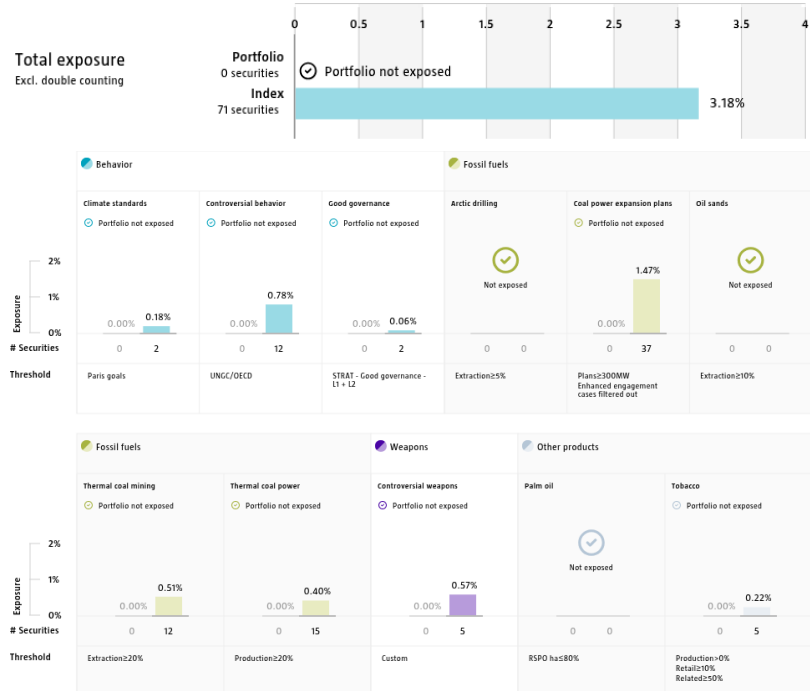 0 0.5 1 1.5 2 2.5 3 3.5 4
Total exposure
Excl. double counting
Portfolio
0 securities
Portfolio not exposed
Index
71 securities
3.18%
Behavior
Fossil fuels
Climate standards
Controversial behavior
Good governance
Arctic drilling
Coal power expansion plans
Oil sands
Portfolio not exposed
Portfolio not exposed
Portfolio not exposed
Not exposed
Portfolio not exposed
Not exposed
Exposure
2%
1%
0%
0.00% 0.18%
0.00% 0.78%
0.00% 0.06%
0.00% 1.47%
# Securities
0 2
0 12
0 2
0 0
0 37
0 0
Threshold
Paris goals
UNGC/OECD
STRAT - Good governance -
L1 + L2
Extraction≥5%
Plans≥300MW
Enhanced engagement
cases filtered out
Extraction≥10%
Fossil fuels
Weapons
Other products
Thermal coal mining
Thermal coal power
Controversial weapons
Palm oil
Tobacco
Portfolio not exposed
Portfolio not exposed
Portfolio not exposed
Not exposed
Portfolio not exposed
Exposure
2%
1%
0%
0.00% 0.51%
0.00% 0.40%
0.00% 0.57%
0.00% 0.22%
# Securities
0 12
0 15
0 5
0 0
0 5
Threshold
Extraction≥20%
Production≥20%
Custom
RSPO ha≤80%
Production>0%
Retail≥10%
Related≥50%